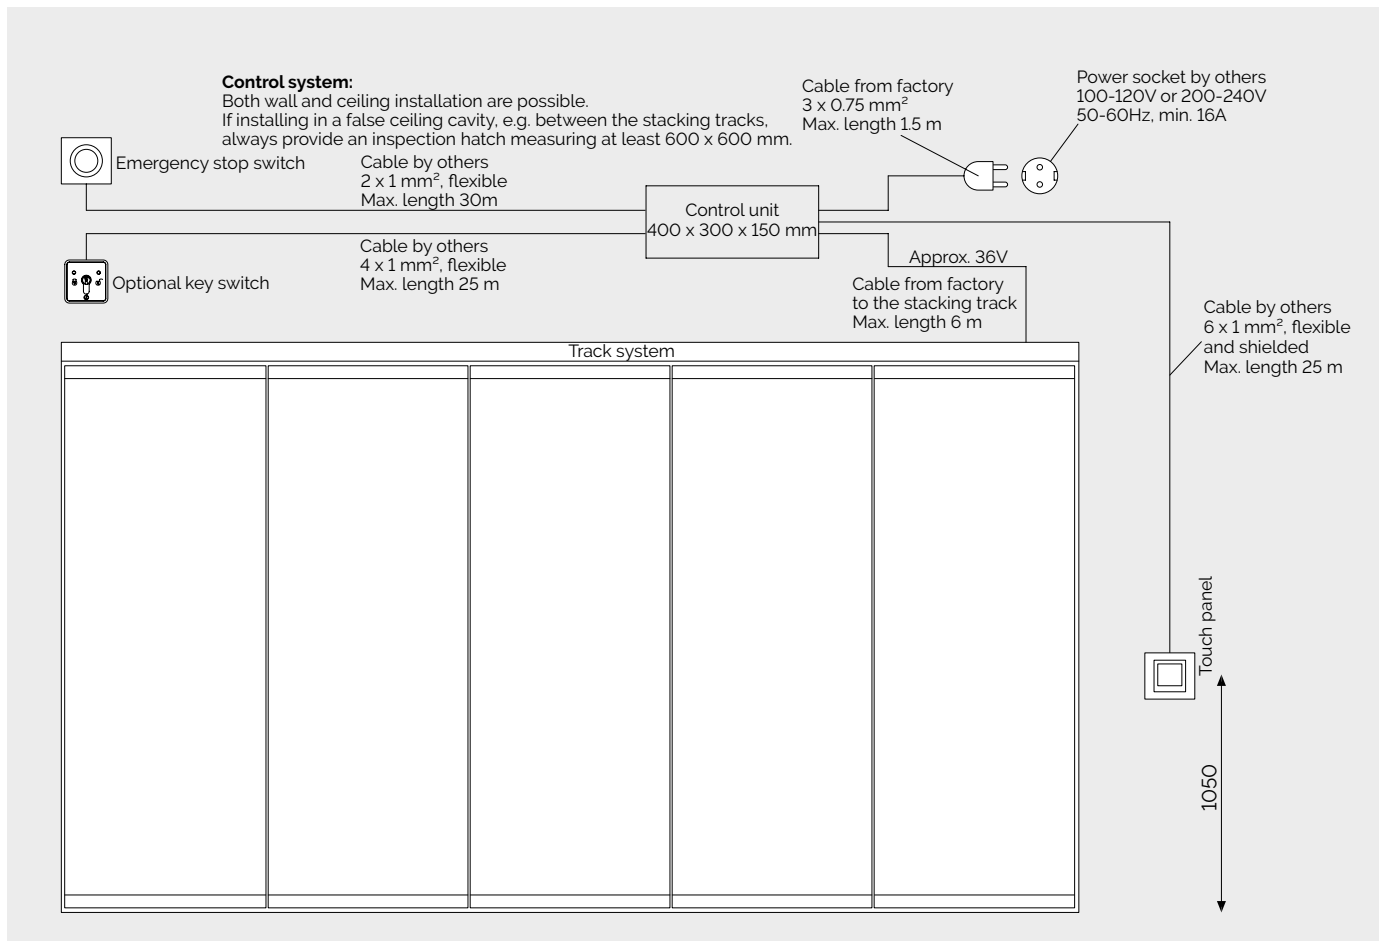 Control system:
Both wall and ceiling installation are possible.
If installing in a false ceiling cavity, e.g. between the stacking tracks,
always provide an inspection hatch measuring at least 600 x 600 mm.
Cable from factory
3 x 0.75 mm²
Max. length 1.5 m
Power socket by others
100-120V or 200-240V
50-60Hz, min. 16A
Emergency stop switch
Cable by others
2 x 1 mm², flexible
Max. length 30m
Control unit
400 x 300 x 150 mm
Cable by others
4 x 1 mm², flexible
Max. length 25 m
Optional key switch
Approx. 36V
Cable from factory
to the stacking track
Max. length 6 m
Cable by others
6 x 1 mm², flexible
and shielded
Max. length 25 m
Track system
Touch panel
1050